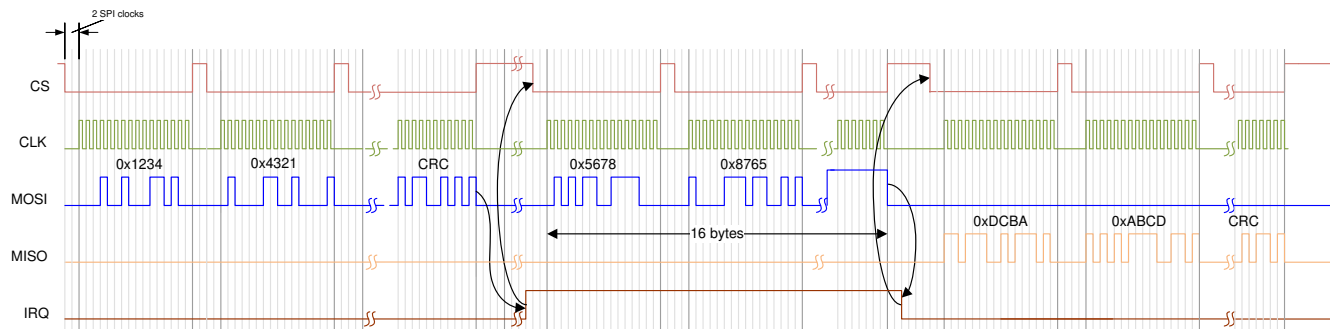 2 SPI clocks
CS
CLK
0x1234
0x4321
CRC
0x5678
0x8765
MOSI
16 bytes
0xDCBA
0xABCD
CRC
MISO
IRQ